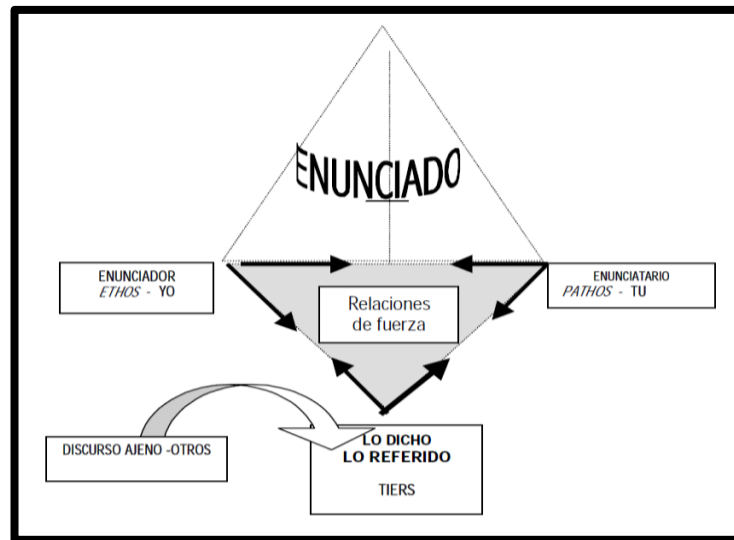 ENUNCIADO
ENUNCIADOR
ETHOS - YO
ENUNCIATARIO
PATHOS - TU
Relaciones
de fuerza
DISCURSO AJENO -OTROS
LO DICHO
LO REFERIDO
TIERS